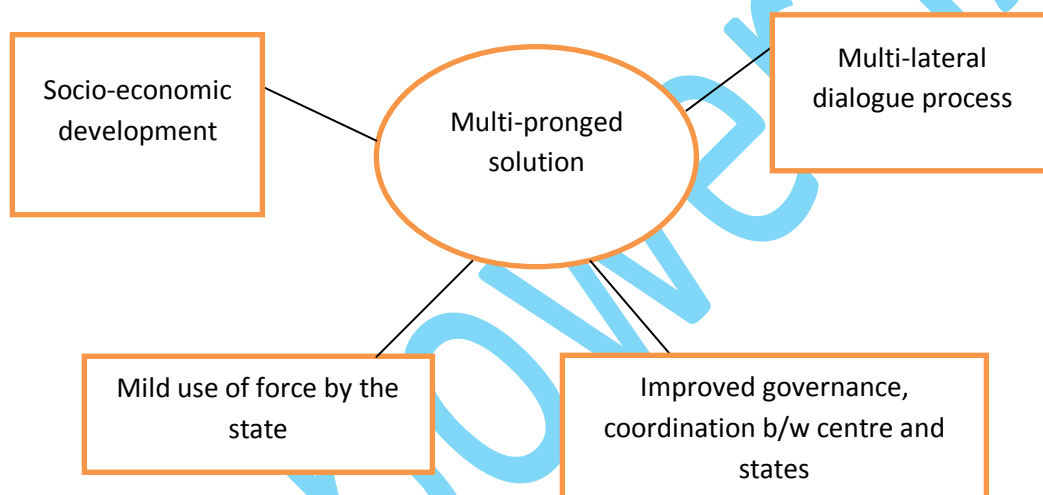 Socio-economic
development
Multi-pronged
solution
Multi-lateral
dialogue process
Mild use of force by the
state
Improved governance,
coordination b/w centre and
states